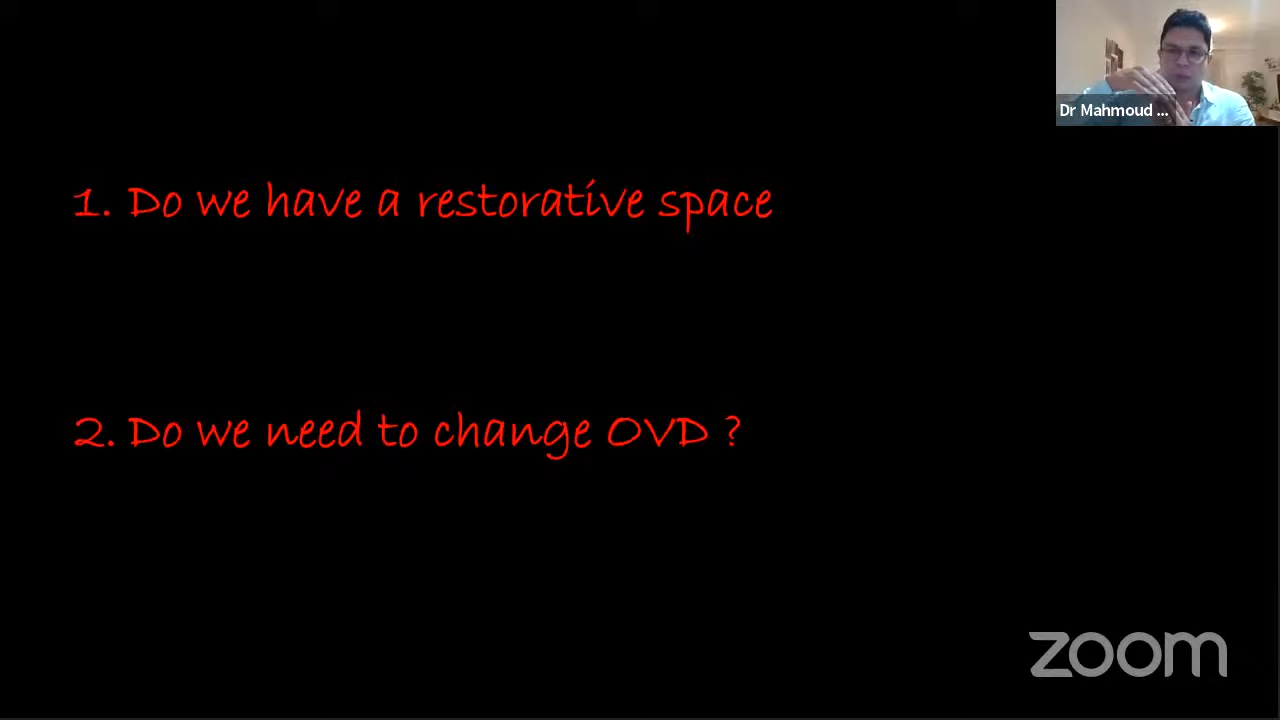 Dr Mahmoud ...
1. Do we have a restorative space
2. Do we need to change OVD ?
zoom